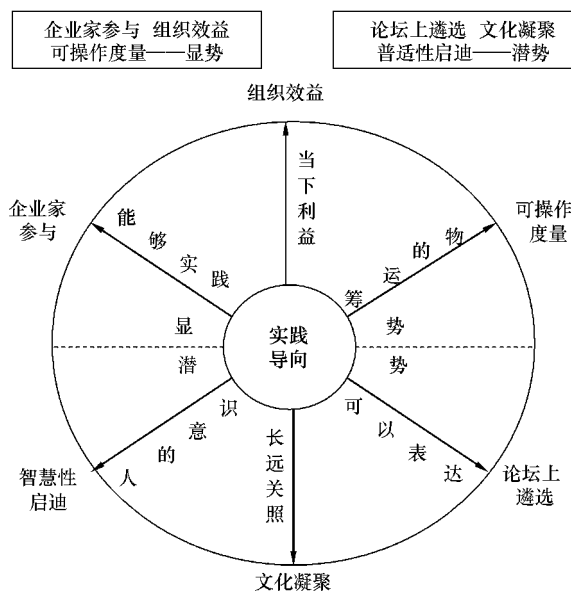 企业家参与 组织效益
可操作度量——显势
论坛上遴选 文化凝聚
普适性启迪——潜势
组织效益
当下利益
企业家
参与
能够实践
可操作
度量
筹运的物
显 势
实践
导向
潜 势
智慧性
启迪
人的意识
长远关照
可以表达
论坛上
遴选
文化凝聚